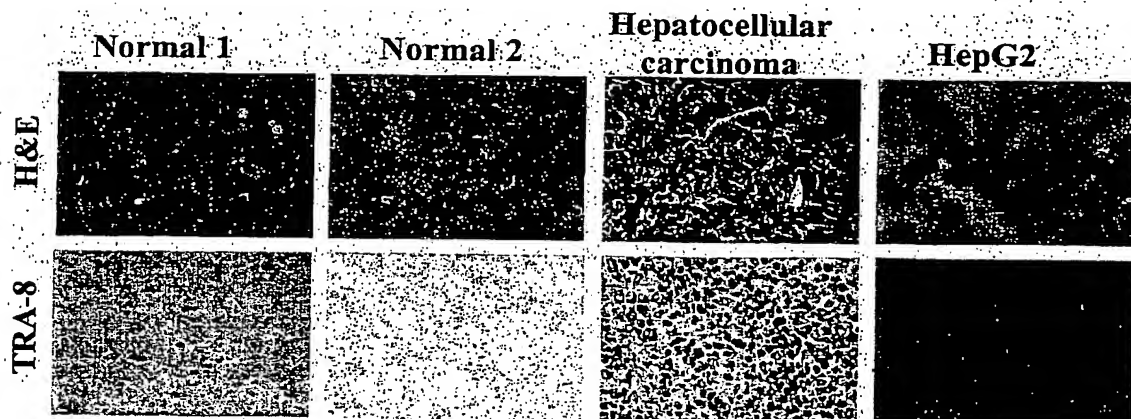 Normal 1
Normal 2
Hepatocellular
carcinoma
HepG2
H&E
TRA-8